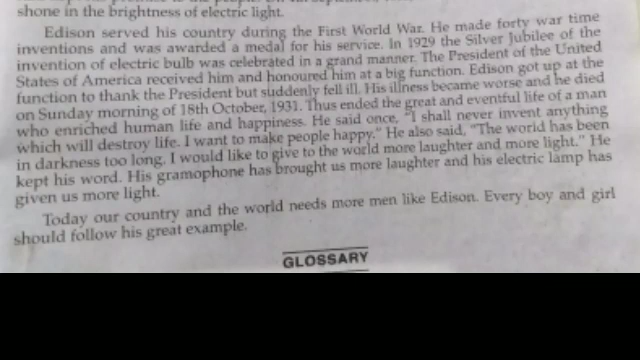 shone in the brightness of electric light.
Edison served his country during the First World War. He made forty war time
inventions and was awarded a medal for his service. In 1929 the Silver Jubilee of the
invention of electric bulb was celebrated in a grand manner. The President of the United
States of America received him and honoured him at a big function. Edison got up at the
function to thank the President but suddenly fell ill. His illness became worse and he died
on Sunday morning of 18th October, 1931. Thus ended the great and eventful life of a man
who enriched human life and happiness. He said once, "I shall never invent anything
which will destroy life. I want to make people happy." He also said, "The world has been
in darkness too long. I would like to give to the world more laughter and more light." He
kept his word. His gramophone has brought us more laughter and his electric lamp has
given us more light.
Today our country and the world needs more men like Edison. Every boy and girl
should follow his great example.
GLOSSARY